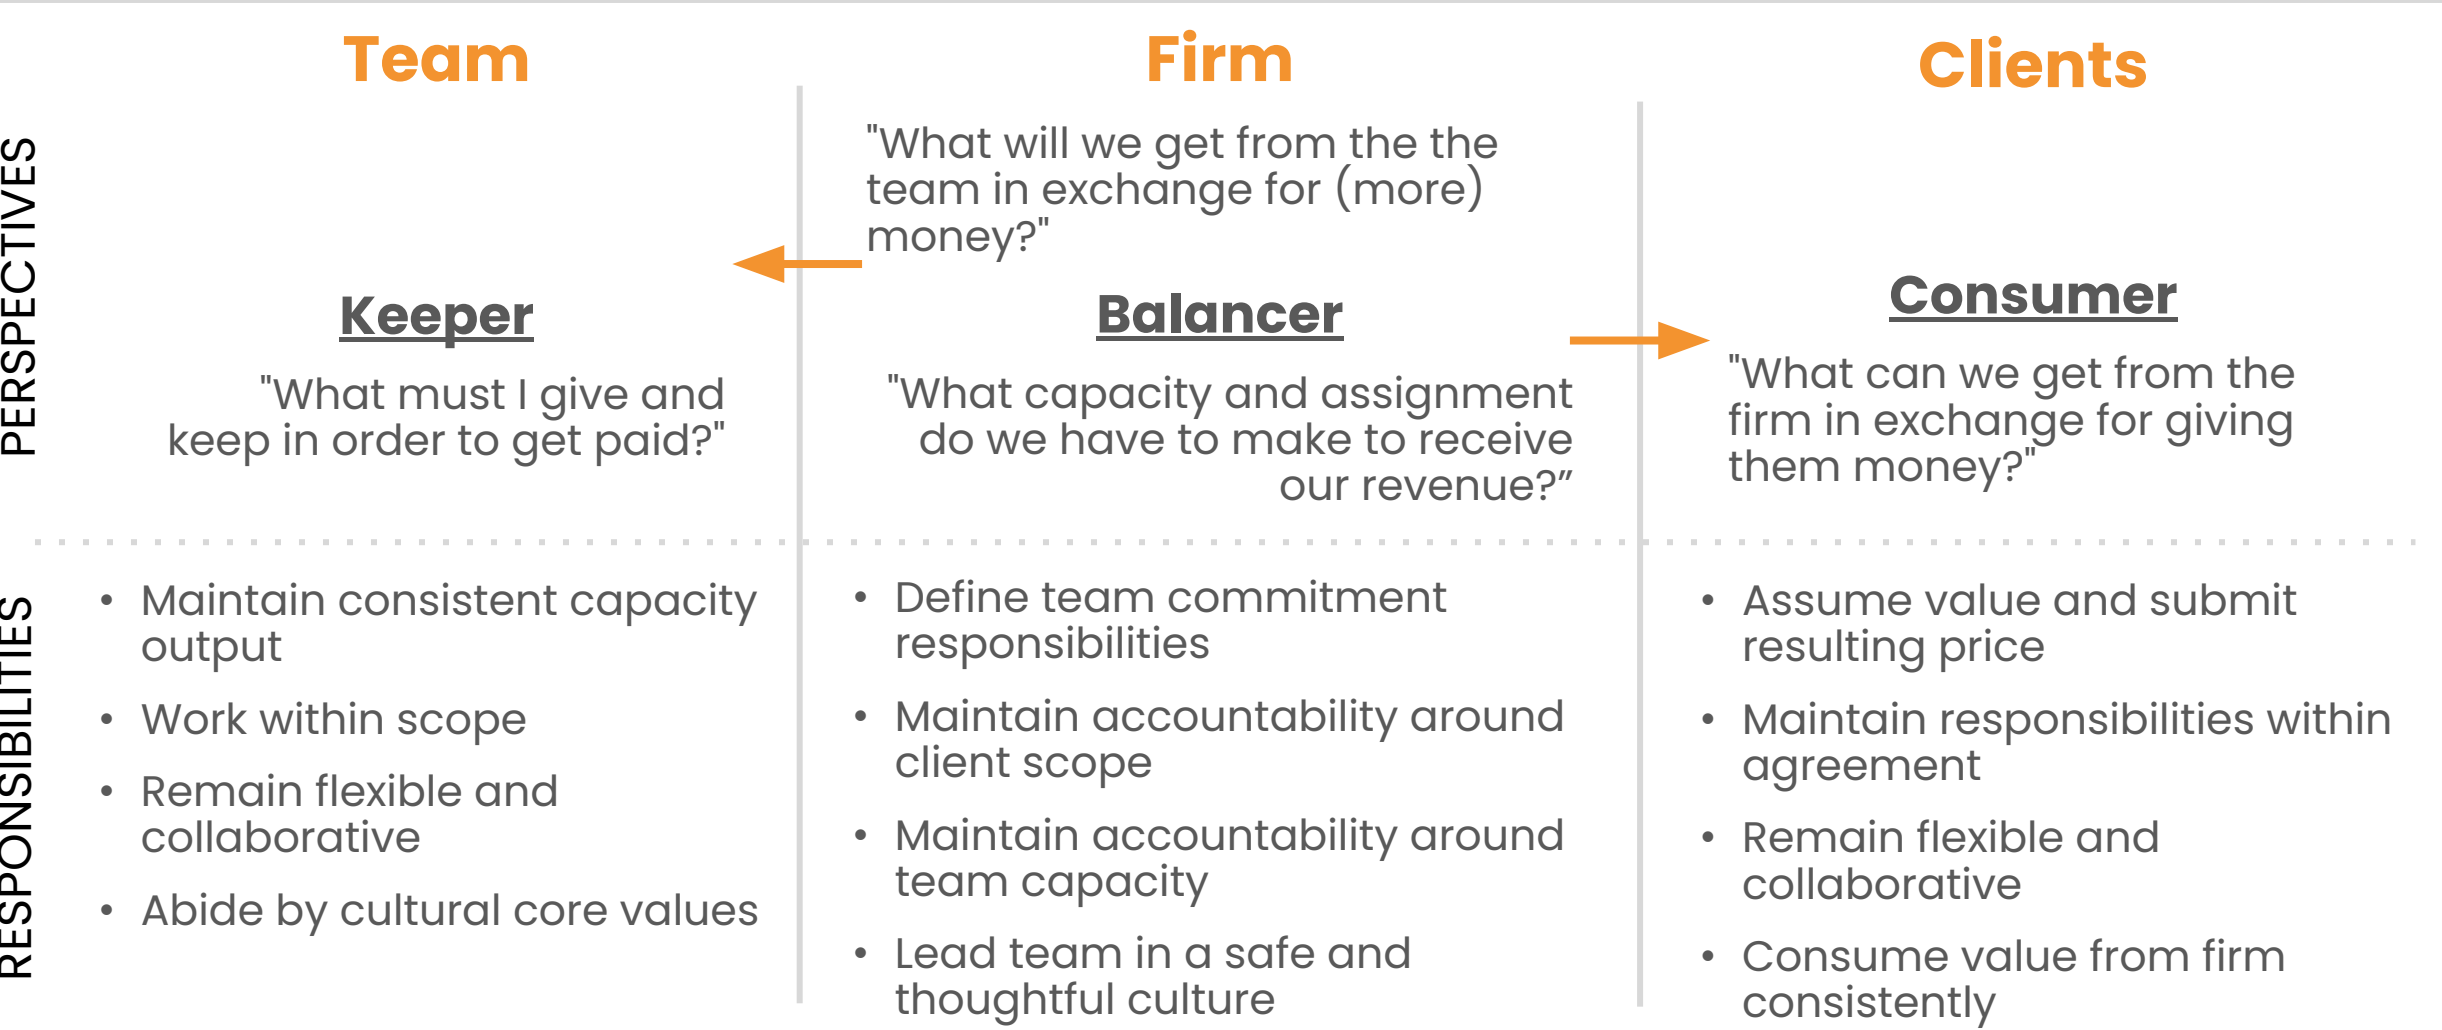 Team
Firm
Clients
PERSPECTIVES
"What will we get from the the
team in exchange for (more)
money?"
Keeper
"What must I give and
keep in order to get paid?"
Balancer
"What capacity and assignment
do we have to make to receive
our revenue?”
Consumer
"What can we get from the
firm in exchange for giving
them money?"
RESPONSIBILITIES
• Maintain consistent capacity
output
• Work within scope
• Remain flexible and
collaborative
• Abide by cultural core values
• Define team commitment
responsibilities
• Maintain accountability around
client scope
• Maintain accountability around
team capacity
• Lead team in a safe and
thoughtful culture
• Assume value and submit
resulting price
• Maintain responsibilities within
agreement
• Remain flexible and
collaborative
• Consume value from firm
consistently